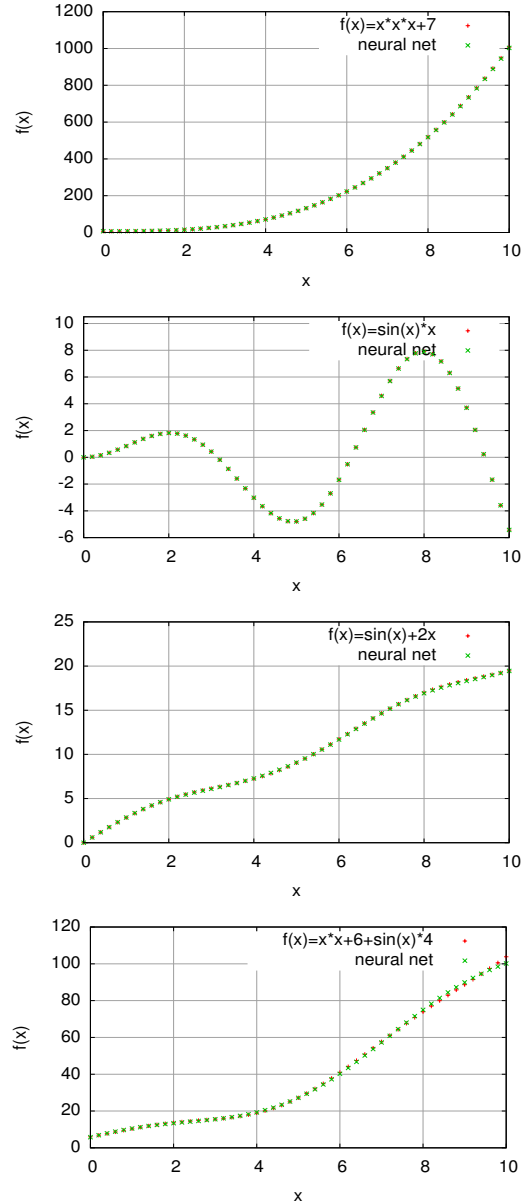 1200
f(x)=x*x*x+7
neural net
1000
800
600
400
200
0
f(x)
0 2 4 6 8 10
x
10
f(x)=sin(x)*x
neural net
8
6
4
2
0
-2
-4
-6
f(x)
0 2 4 6 8 10
x
25
f(x)=sin(x)+2x
neural net
20
15
10
5
0
f(x)
0 2 4 6 8 10
x
120
f(x)=x*x+6+sin(x)*4
neural net
100
80
60
40
20
0
f(x)
0 2 4 6 8 10
x